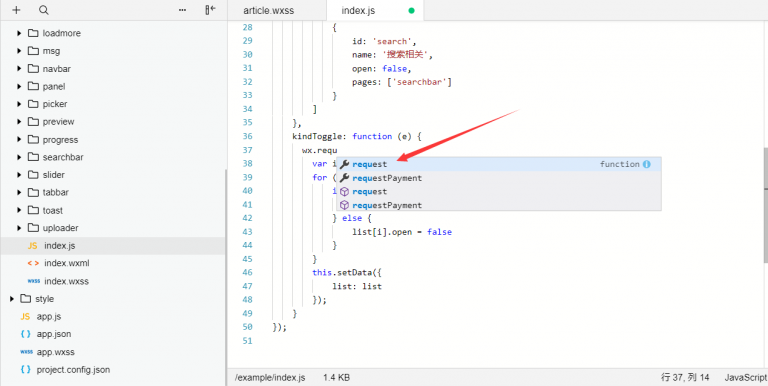 article.wxss
index.js
loadmore
msg
navbar
panel
picker
preview
progress
searchbar
slider
tabbar
toast
uploader
JS index.js
< > index.wxml
wxss index.wxss
style
JS app.js
{ } app.json
wxss app.wxss
{ } project.config.json
28 {
29 id: 'search',
30 name: '搜索相关',
31 open: false,
32 pages: ['searchbar']
33 }
34 ]
35 },
36 kindToggle: function (e) {
37 wx.requ
38 var i
39 for (
40 i
41
42 } else {
43 list[i].open = false
44 }
45 }
46 this.setData({
47 list: list
48 });
49 }
50 });
51
request function
requestPayment
request
requestPayment
/example/index.js 1.4 KB 行 37, 列 14 JavaScript